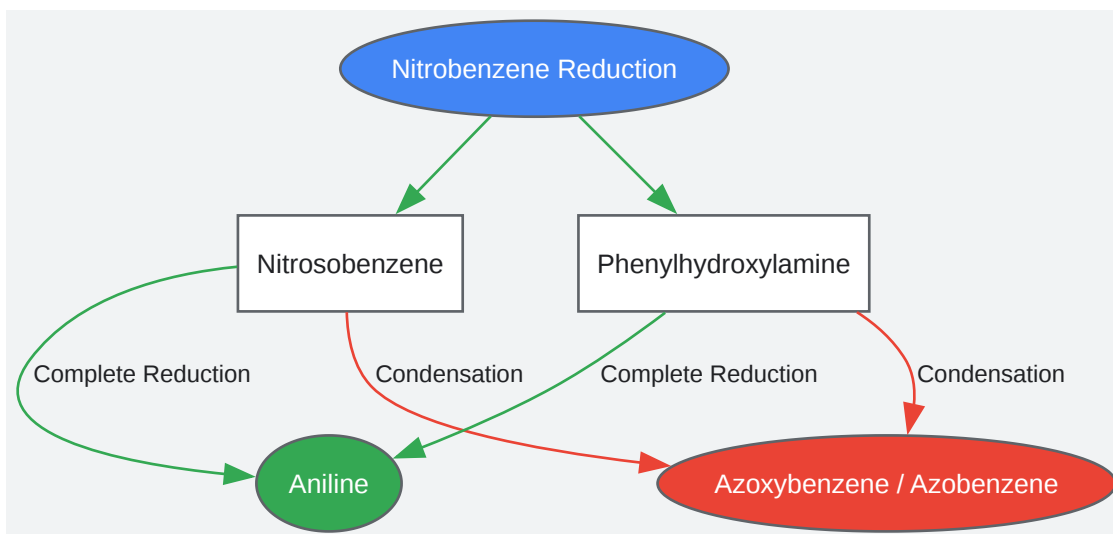 Nitrobenzene Reduction
Nitrosobenzene
Phenylhydroxylamine
Complete Reduction
Condensation
Complete Reduction
Condensation
Aniline
Azoxybenzene / Azobenzene